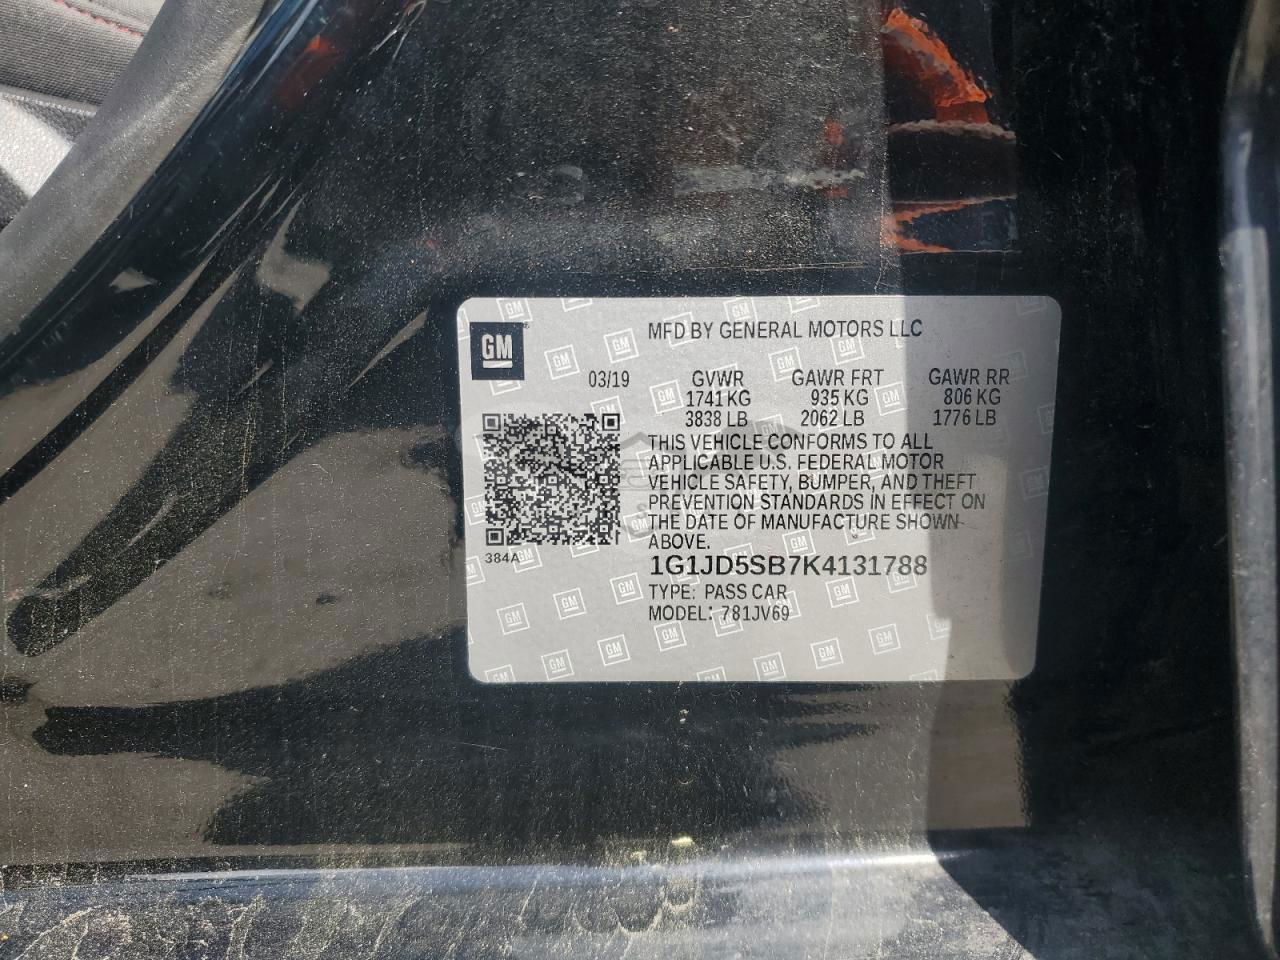 GM
MFD BY GENERAL MOTORS LLC
03/19 GVWR GAWR FRT GAWR RR
1741 KG 935 KG 806 KG
3838 LB 2062 LB 1776 LB
THIS VEHICLE CONFORMS TO ALL
APPLICABLE U.S. FEDERAL MOTOR
VEHICLE SAFETY, BUMPER, AND THEFT
PREVENTION STANDARDS IN EFFECT ON
THE DATE OF MANUFACTURE SHOWN
ABOVE.
384A
1G1JD5SB7K4131788
TYPE: PASS CAR
MODEL: 781JV69